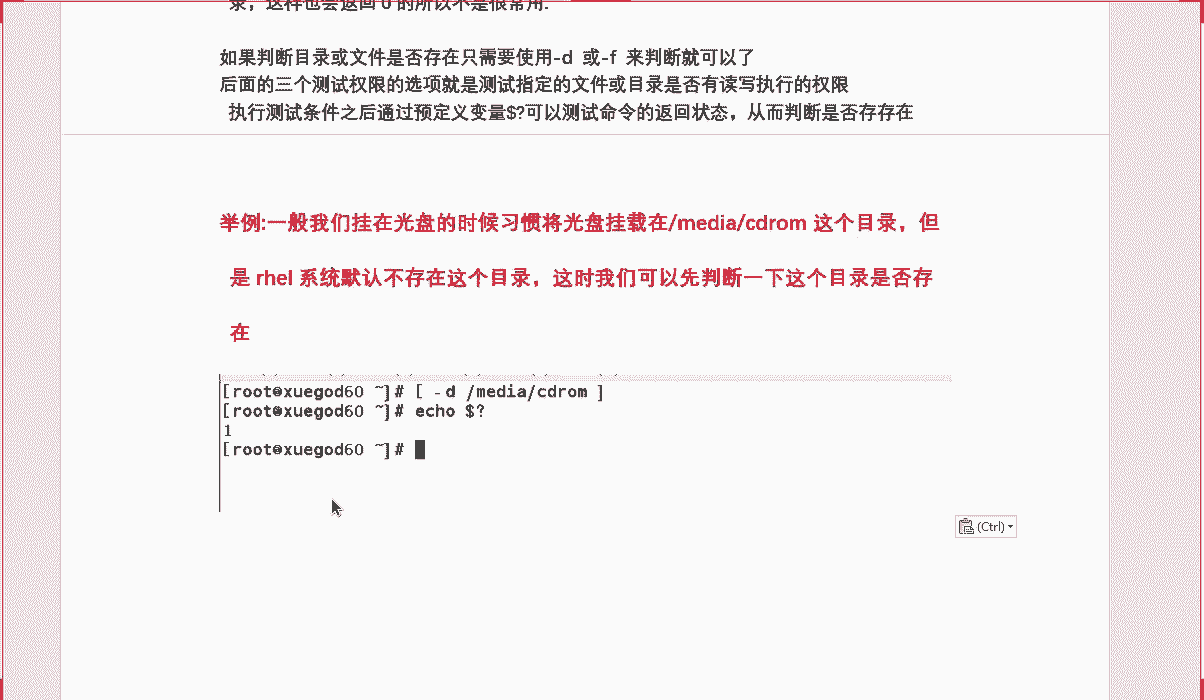 录，这样也会返回 0 的所以不是很常用.
如果判断目录或文件是否存在只需要使用-d 或-f 来判断就可以了
后面的三个测试权限的选项就是测试指定的文件或目录是否有读写执行的权限
执行测试条件之后通过预定义变量$?可以测试命令的返回状态，从而判断是否存存在
举例:一般我们挂在光盘的时候习惯将光盘挂载在/media/cdrom 这个目录，但
是 rhel 系统默认不存在这个目录，这时我们可以先判断一下这个目录是否存
在
[root@xuegod60 ~]# [ -d /media/cdrom ]
[root@xuegod60 ~]# echo $?
1
[root@xuegod60 ~]#
(Ctrl)